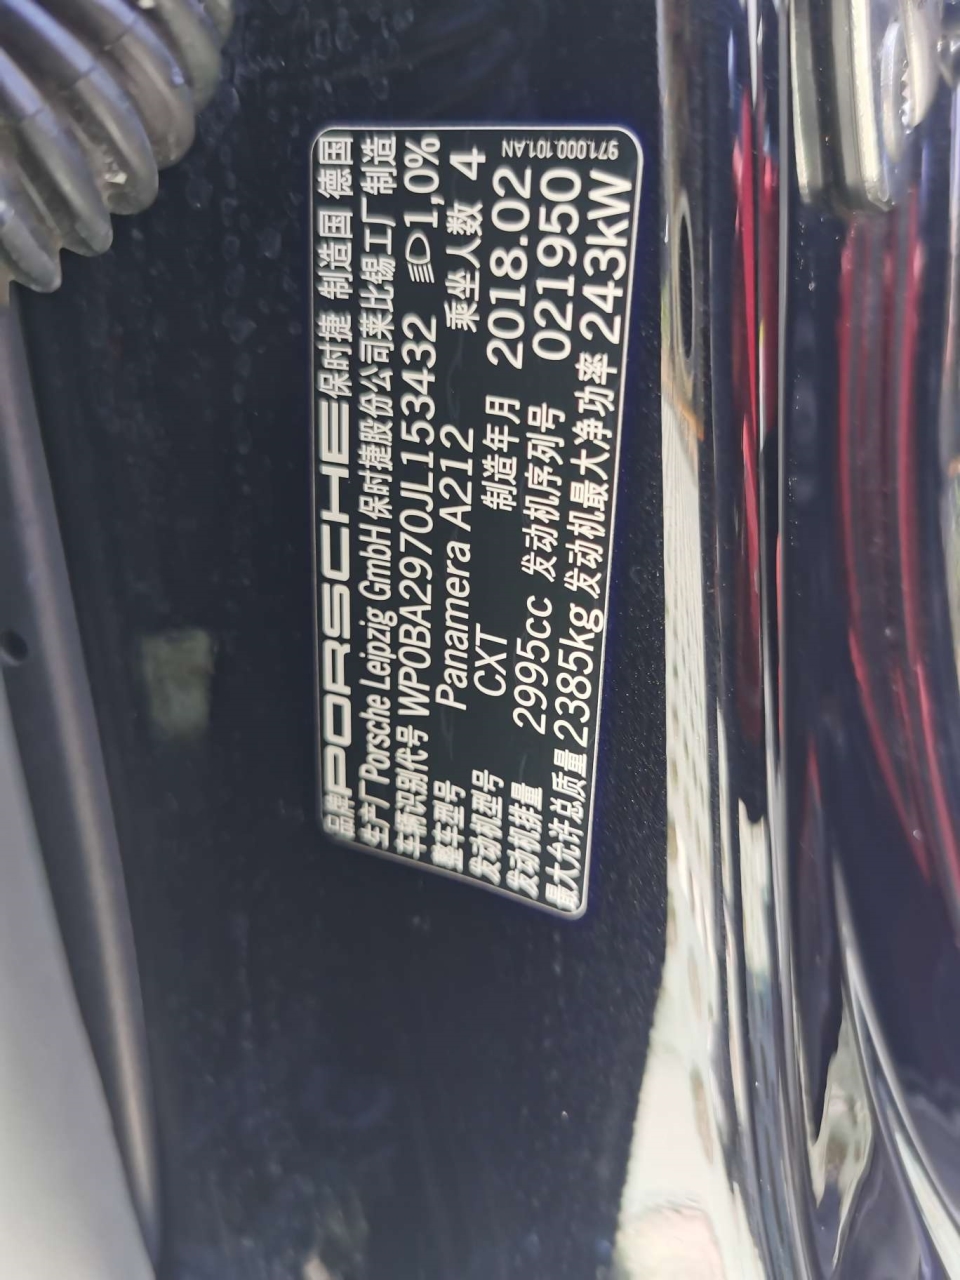 品牌 PORSCHE 保时捷 制造国 德国
生产厂 Porsche Leipzig GmbH 保时捷股份公司莱比锡工厂制造
车辆识别代号 WP0BA2970JL153432 1,0%
整车型号 Panamera A212 乘坐人数 4
发动机型号 CXT 制造年月 2018.02
发动机排量 2995cc 发动机序列号 021950
最大允许总质量 2385kg 发动机最大净功率 243kW
971.000.101.AN